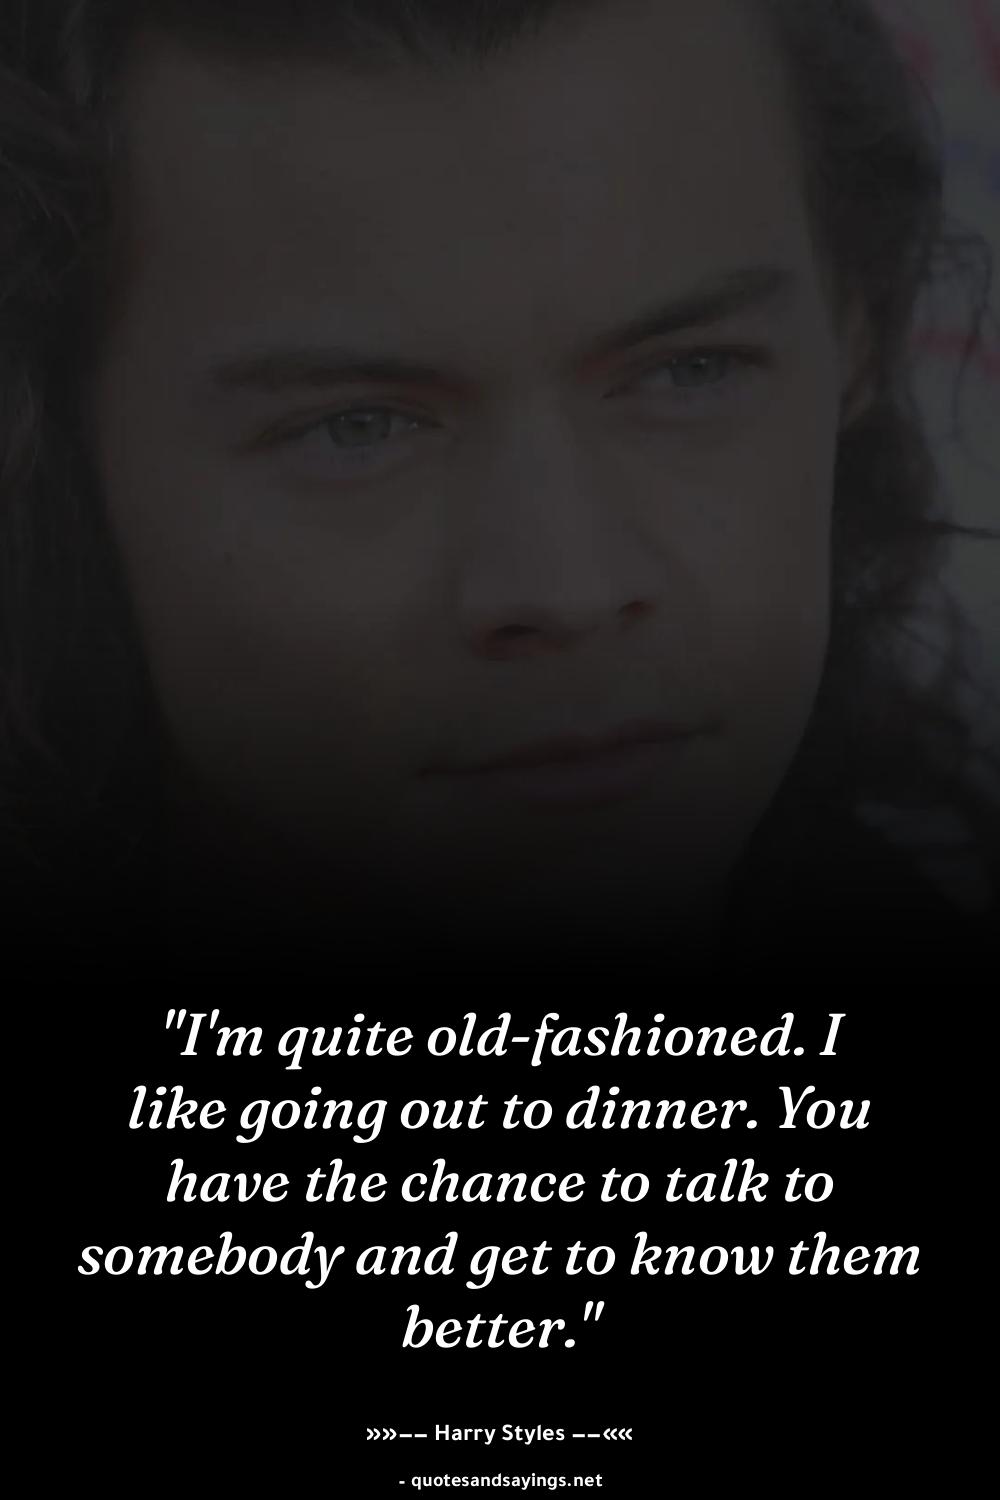 "I'm quite old-fashioned. I
like going out to dinner. You
have the chance to talk to
somebody and get to know them
better."
»»−− Harry Styles −−««
- quotesandsayings.net